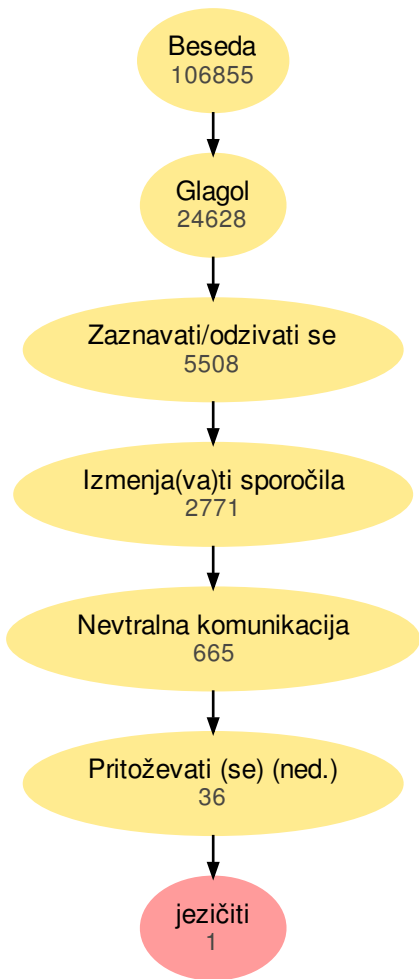 Beseda
106855
Glagol
24628
Zaznavati/odzivati se
5508
Izmenja(va)ti sporočila
2771
Nevtralna komunikacija
665
Pritoževati (se) (ned.)
36
jezičiti
1